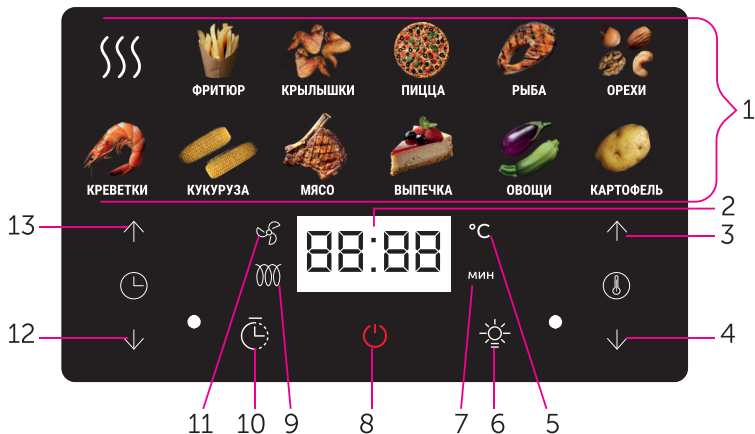 ФРИТЮР КРЫЛЫШКИ ПИЦЦА РЫБА ОРЕХИ
1
КРЕВЕТКИ КУКУРУЗА МЯСО ВЫПЕЧКА ОВОЩИ КАРТОФЕЛЬ
2
13 88:88 °C 3
мин
12 4
11 10 9 8 7 6 5